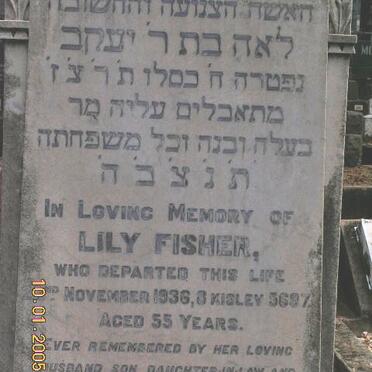 האשה הצנועה והחשובה
לאה בת ר׳ יעקב
נפטרה ח׳ כסלו ת׳ר׳צ׳ז׳
מתאבלים עליה מר
בעלה ובנה וכל משפחתה
ת׳ נ׳ צ׳ ב׳ ה׳
IN LOVING MEMORY OF
LILY FISHER,
WHO DEPARTED THIS LIFE
NOVEMBER 1936, 8 KISLEV 5697.
AGED 55 YEARS.
EVER REMEMBERED BY HER LOVING
HUSBAND, SON, DAUGHTER-IN-LAW AND
10.01.2005